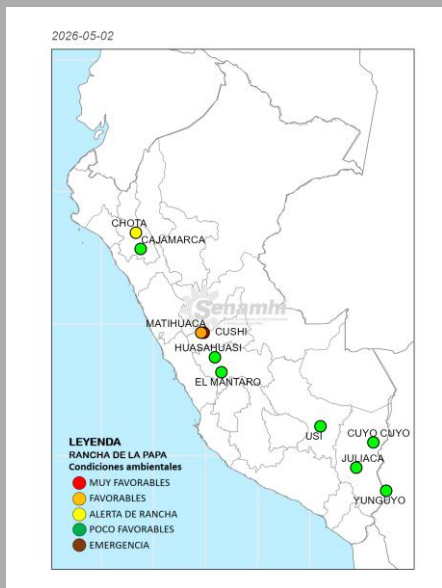 2026-05-02
CHOTA
CAJAMARCA
Senamhi
MATIHUACA
CUSHI
HUASAHUASI
EL MANTARO
USI
CUYO CUYO
JULIACA
YUNGUYO
LEYENDA
RANCHA DE LA PAPA
Condiciones ambientales
MUY FAVORABLES
FAVORABLES
ALERTA DE RANCHA
POCO FAVORABLES
EMERGENCIA